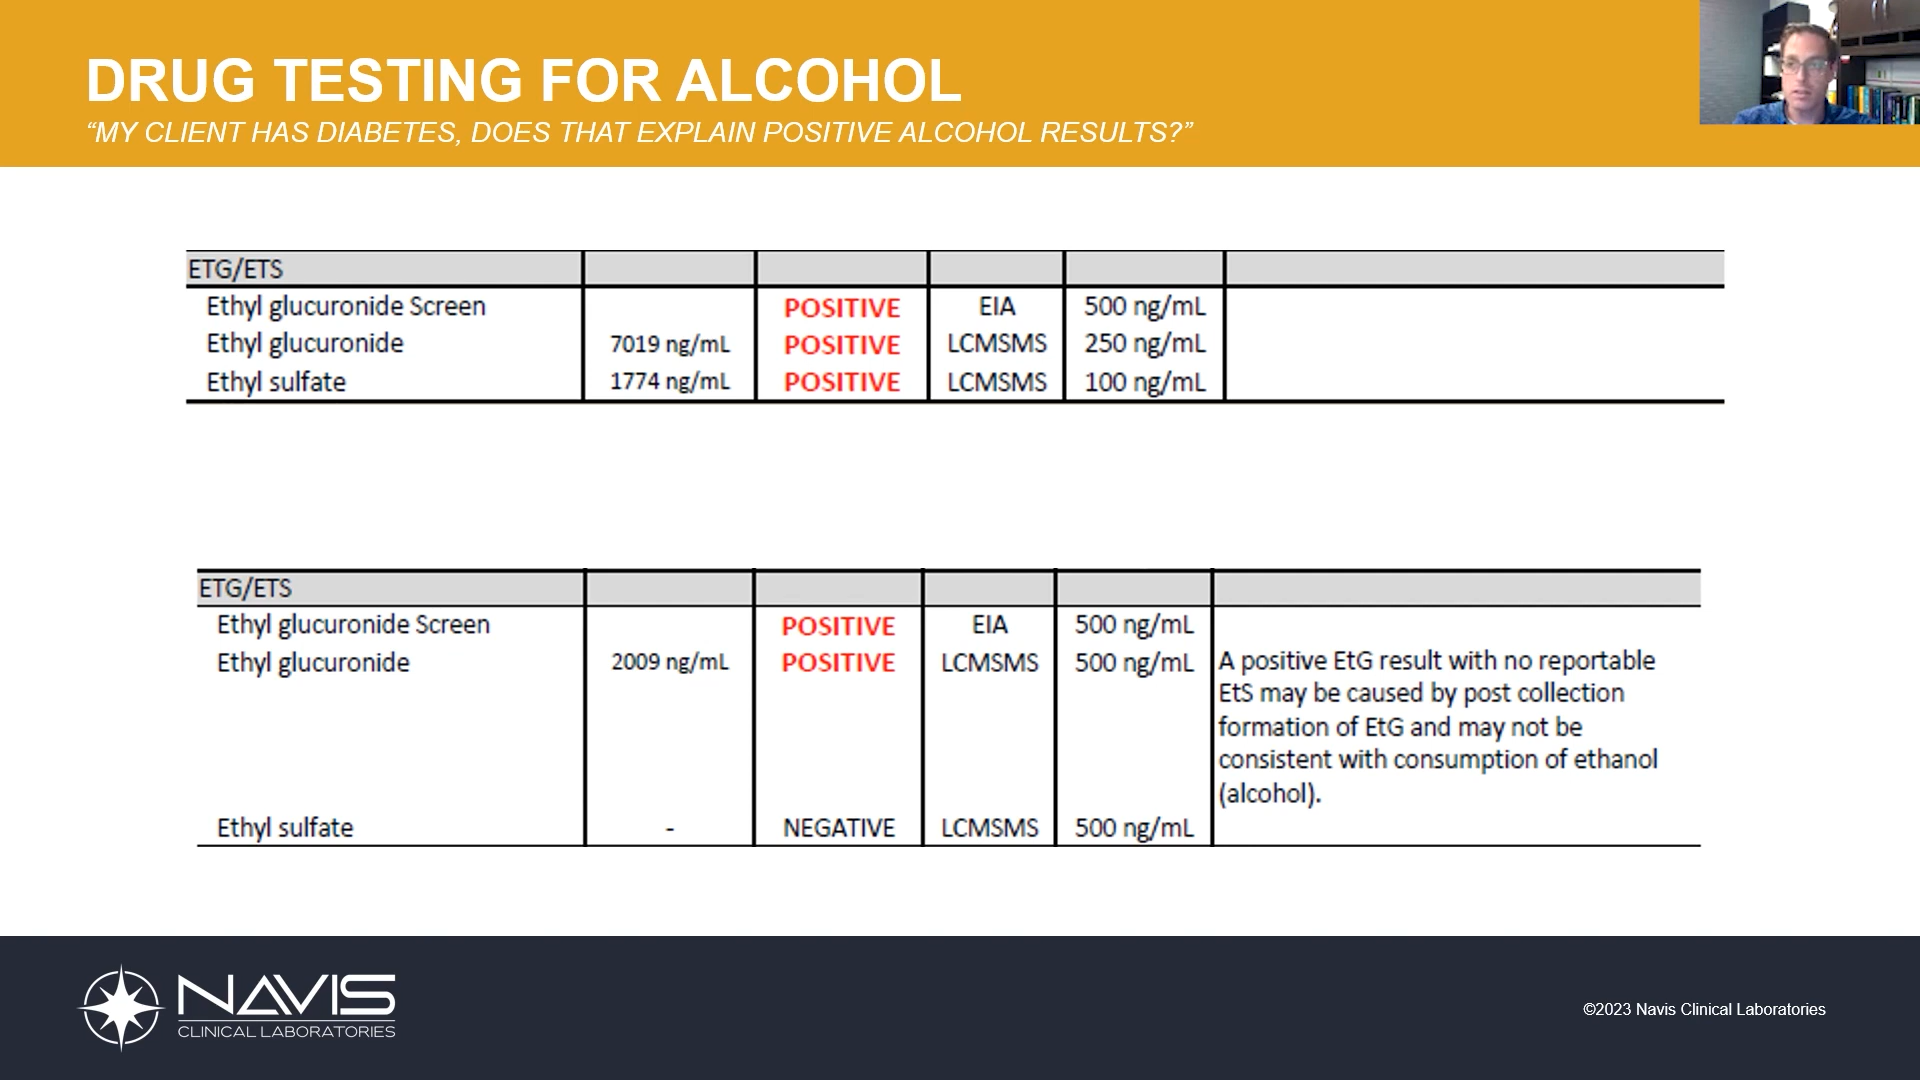 DRUG TESTING FOR ALCOHOL
“MY CLIENT HAS DIABETES, DOES THAT EXPLAIN POSITIVE ALCOHOL RESULTS?”
ETG/ETS
Ethyl glucuronide Screen POSITIVE EIA 500 ng/mL
Ethyl glucuronide 7019 ng/mL POSITIVE LCMSMS 250 ng/mL
Ethyl sulfate 1774 ng/mL POSITIVE LCMSMS 100 ng/mL
ETG/ETS
Ethyl glucuronide Screen POSITIVE EIA 500 ng/mL
Ethyl glucuronide 2009 ng/mL POSITIVE LCMSMS 500 ng/mL A positive EtG result with no reportable
EtS may be caused by post collection
formation of EtG and may not be
consistent with consumption of ethanol
(alcohol).
Ethyl sulfate - NEGATIVE LCMSMS 500 ng/mL
NAVIS
CLINICAL LABORATORIES
©2023 Navis Clinical Laboratories